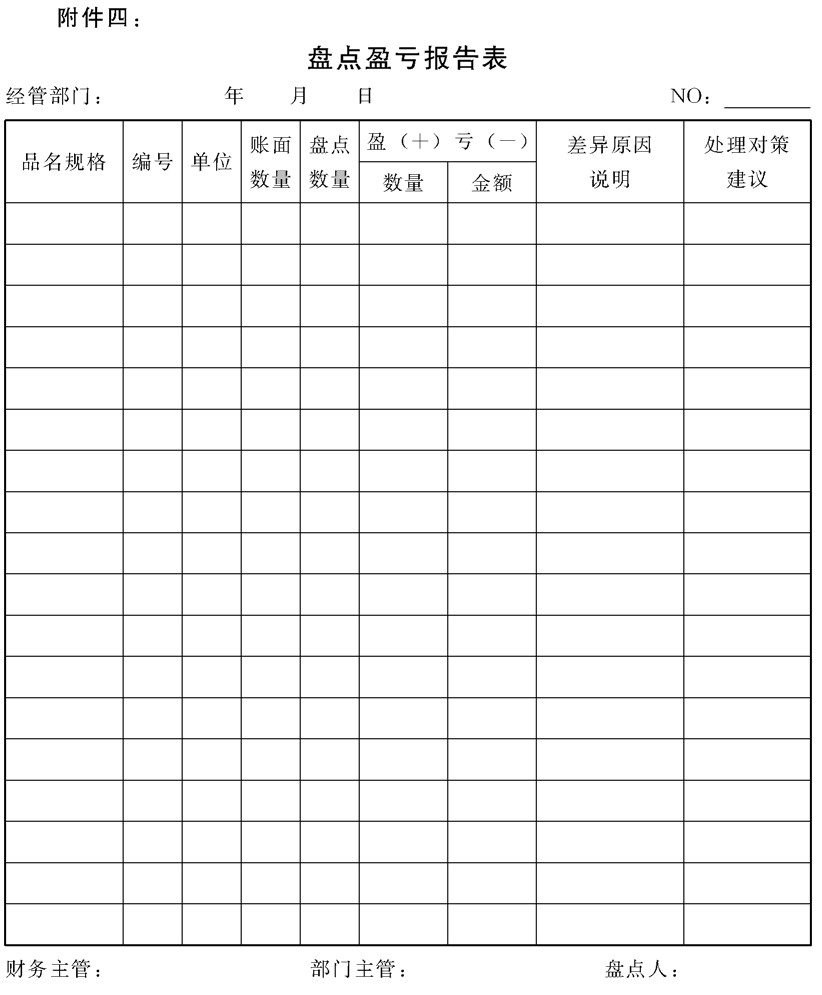 附件四：
盘点盈亏报告表
经管部门： 年 月 日 NO：
品名规格 编号 单位 账面数量 盘点数量 盈（＋）亏（－） 差异原因说明 处理对策建议
数量 金额
财务主管： 部门主管： 盘点人：